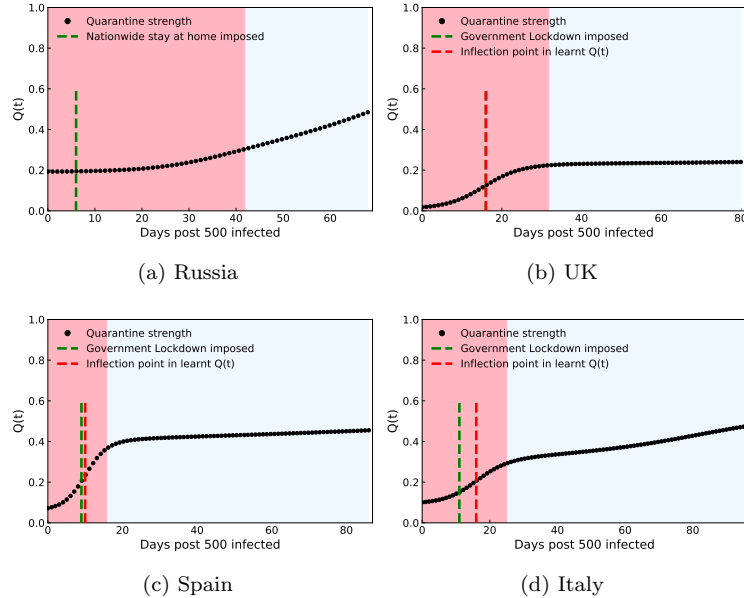 1.0
0.8
0.6
0.4
0.2
0.0
Q(t)
Quarantine strength
Nationwide stay at home imposed
0 10 20 30 40 50 60
Days post 500 infected
(a) Russia
1.0
0.8
0.6
0.4
0.2
0.0
Q(t)
Quarantine strength
Government Lockdown imposed
Inflection point in learnt Q(t)
0 20 40 60 80
Days post 500 infected
(b) UK
1.0
0.8
0.6
0.4
0.2
0.0
Q(t)
Quarantine strength
Government Lockdown imposed
Inflection point in learnt Q(t)
0 20 40 60 80
Days post 500 infected
(c) Spain
1.0
0.8
0.6
0.4
0.2
0.0
Q(t)
Quarantine strength
Government Lockdown imposed
Inflection point in learnt Q(t)
0 20 40 60 80
Days post 500 infected
(d) Italy